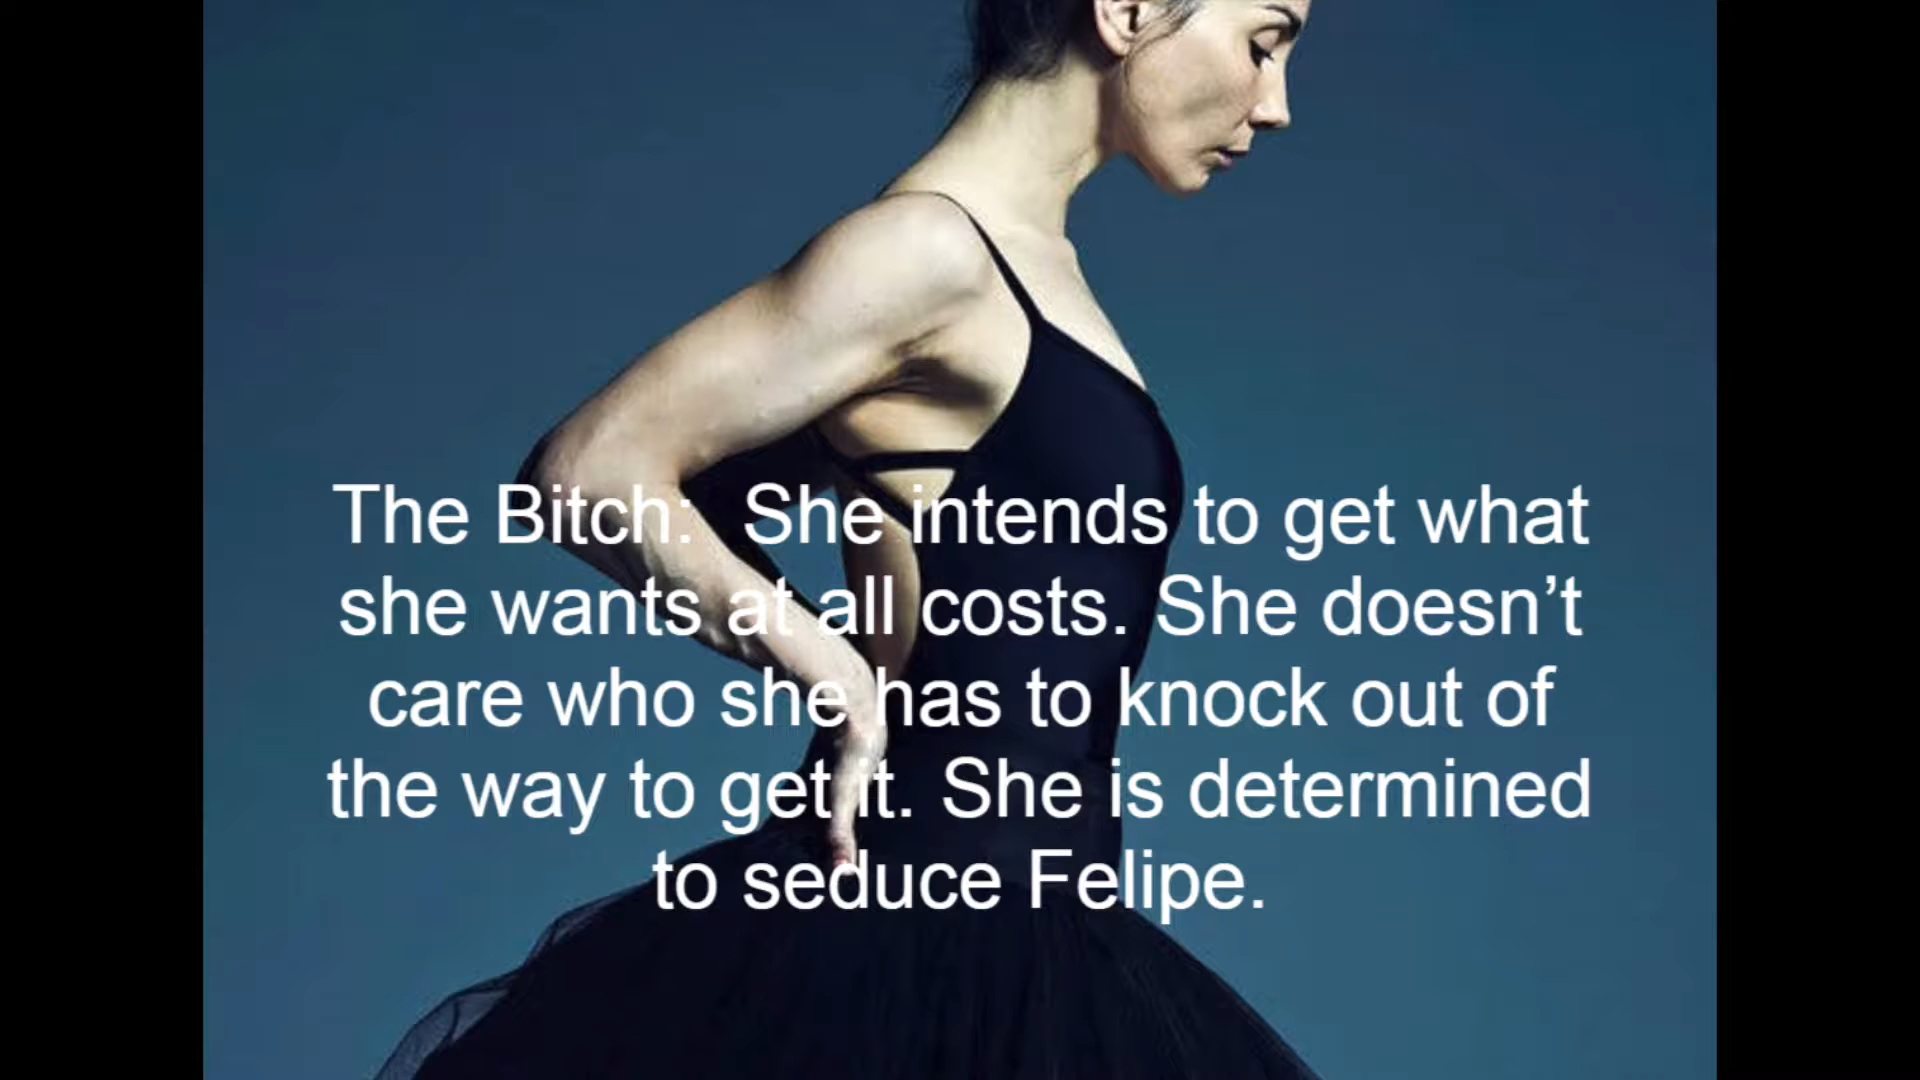 The Bitch:  She intends to get what
she wants at all costs. She doesn’t
care who she has to knock out of
the way to get it. She is determined
to seduce Felipe.